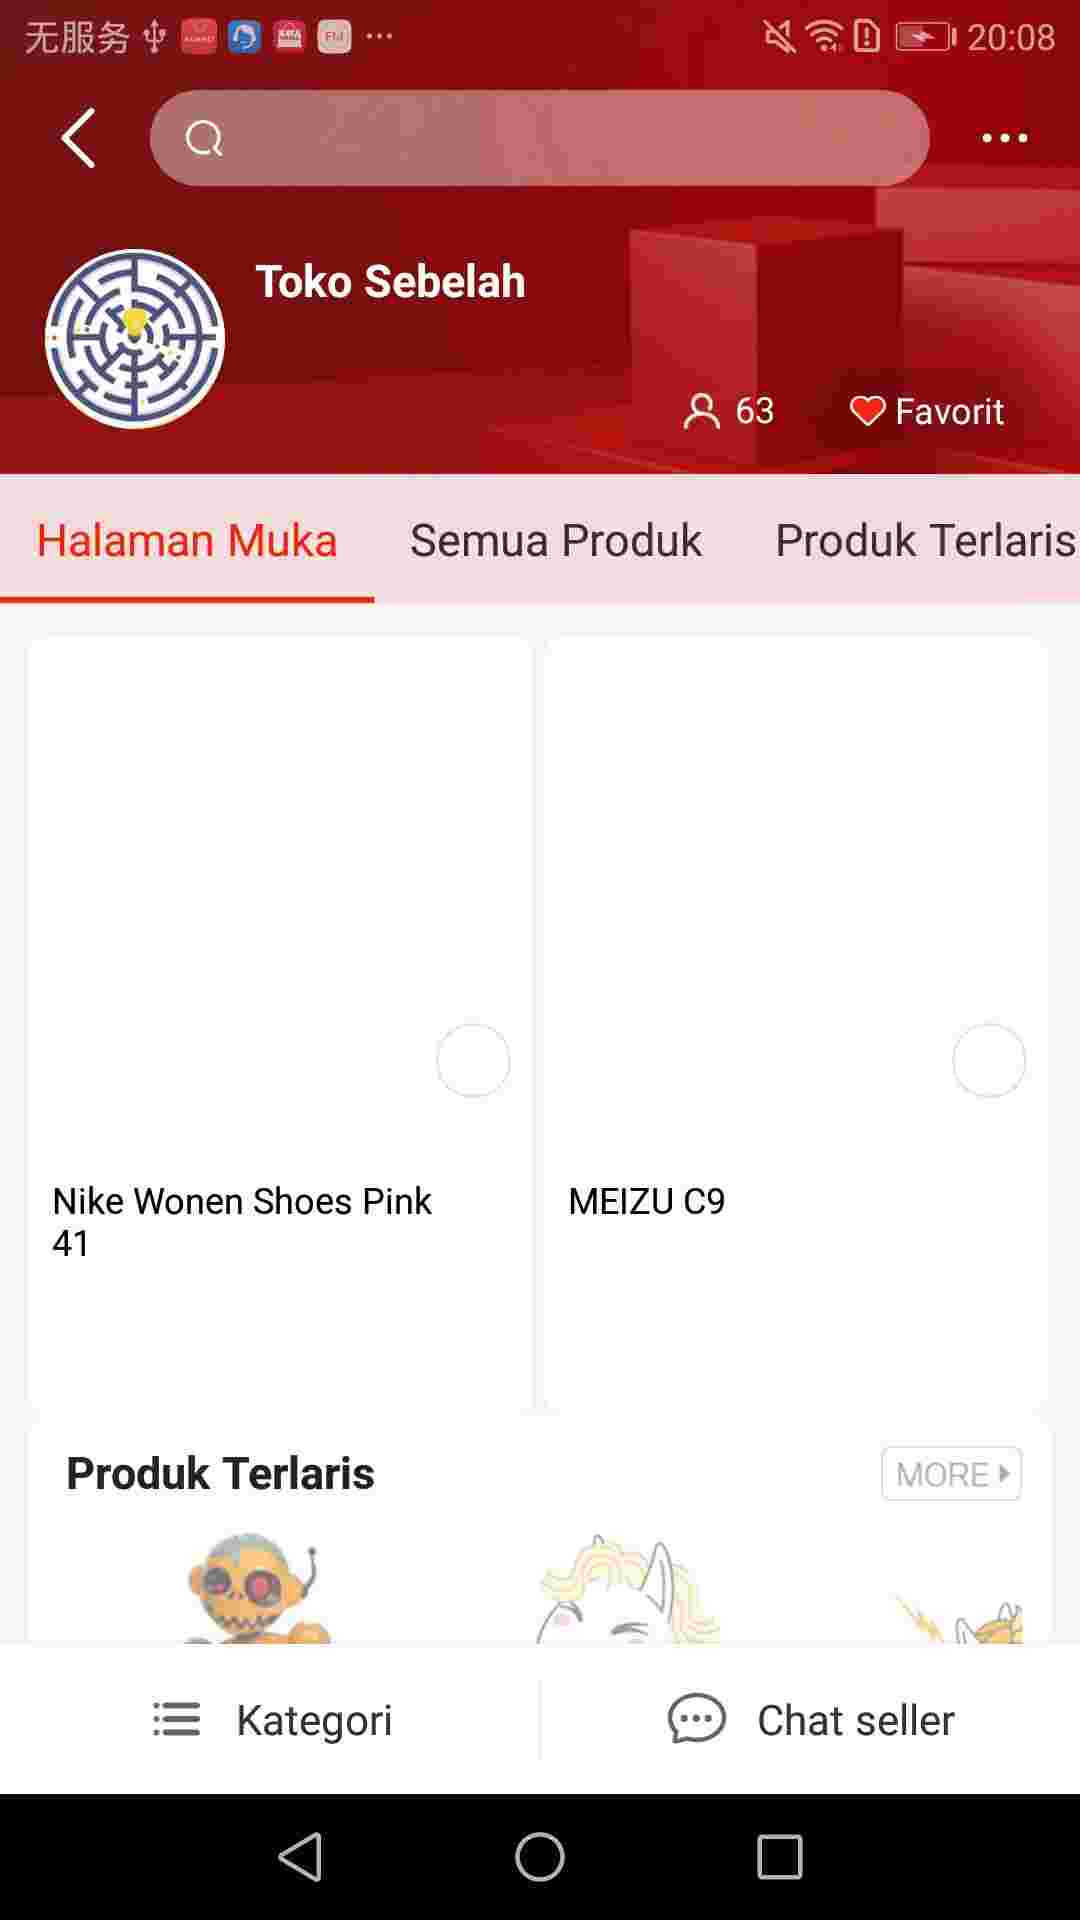 无服务
20:08
Toko Sebelah
63
Favorit
Halaman Muka
Semua Produk
Produk Terlaris
Nike Wonen Shoes Pink
41
MEIZU C9
Produk Terlaris
MORE
Kategori
Chat seller